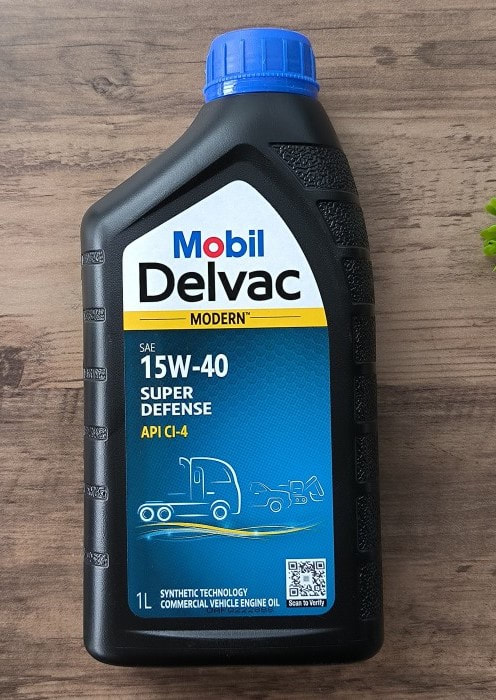 Mobil
Delvac
MODERN™
SAE
15W-40
SUPER
DEFENSE
API CI-4
1L
SYNTHETIC TECHNOLOGY
COMMERCIAL VEHICLE ENGINE OIL
Scan to Verify